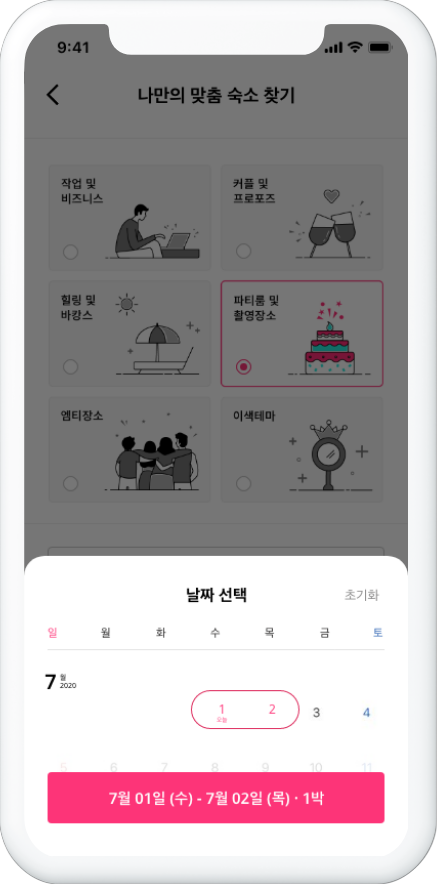 9:41
나만의 맞춤 숙소 찾기
작업 및
비즈니스
커플 및
프로포즈
힐링 및
바캉스
파티룸 및
촬영장소
엠티장소
이색테마
날짜 선택
초기화
일 월 화 수 목 금 토
7 월
2020
1 2 3 4
오늘
5 6 7 8 9 10 11
7월 01일 (수) - 7월 02일 (목) · 1박